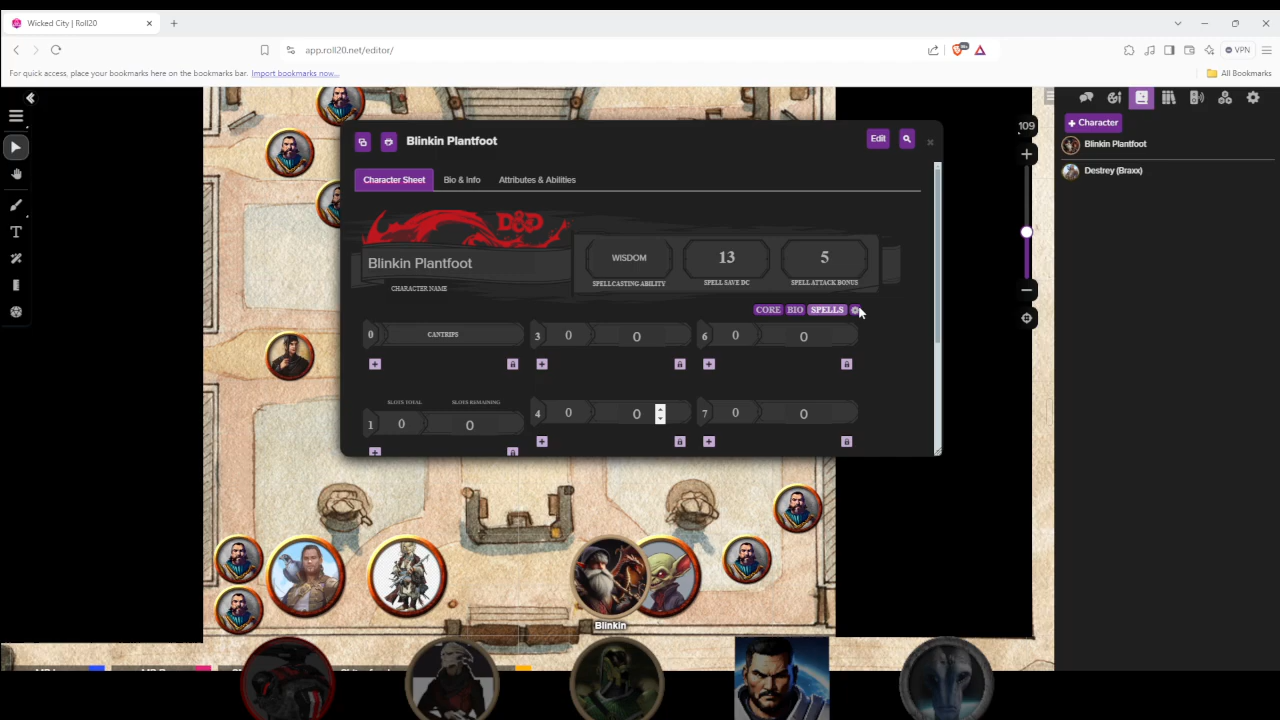 Wicked City | Roll20
app.roll20.net/editor/
VPN
For quick access, place your bookmarks here on the bookmarks bar. Import bookmarks now...
All Bookmarks
Blinkin Plantfoot
Edit
Character Sheet
Bio & Info
Attributes & Abilities
D&D
Blinkin Plantfoot
CHARACTER NAME
WISDOM
SPELLCASTING ABILITY
13
SPELL SAVE DC
5
SPELL ATTACK BONUS
CORE
BIO
SPELLS
0
CANTRIPS
3
0
0
6
0
0
SLOTS TOTAL
SLOTS REMAINING
1
0
0
4
0
0
7
0
0
109
+ Character
Blinkin Plantfoot
Destrey (Braxx)
Blinkin